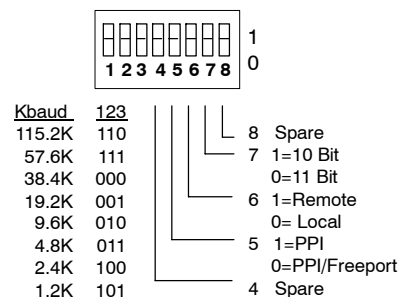 1
1 2 3 4 5 6 7 8 0
Kbaud 123
115.2K 110 8 Spare
57.6K 111 7 1=10 Bit
38.4K 000 0=11 Bit
19.2K 001 6 1=Remote
9.6K 010 0= Local
4.8K 011 5 1=PPI
2.4K 100 0=PPI/Freeport
1.2K 101 4 Spare